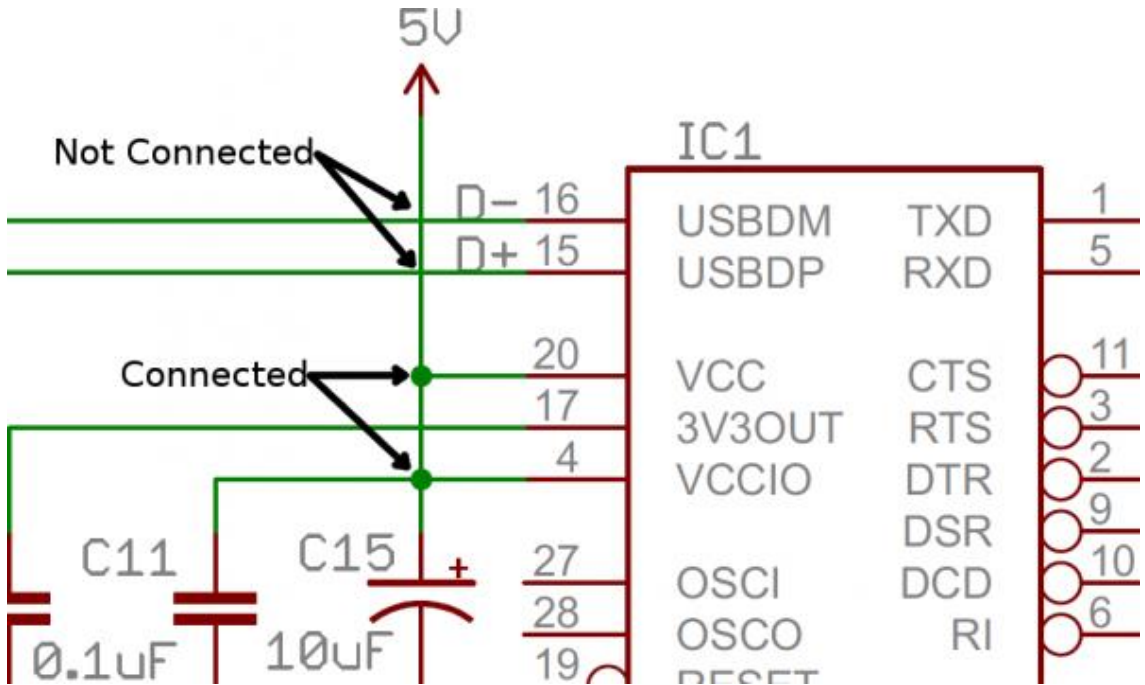 5V
Not Connected
IC1
D- 16 USBDM TXD 1
D+ 15 USBDP RXD 5
Connected
20 VCC CTS 11
17 3V3OUT RTS 3
4 VCCIO DTR 2
DSR 9
C11 C15 +
27 OSCI DCD 10
28 OSCO RI 6
0.1uF 10uF
19 RESET